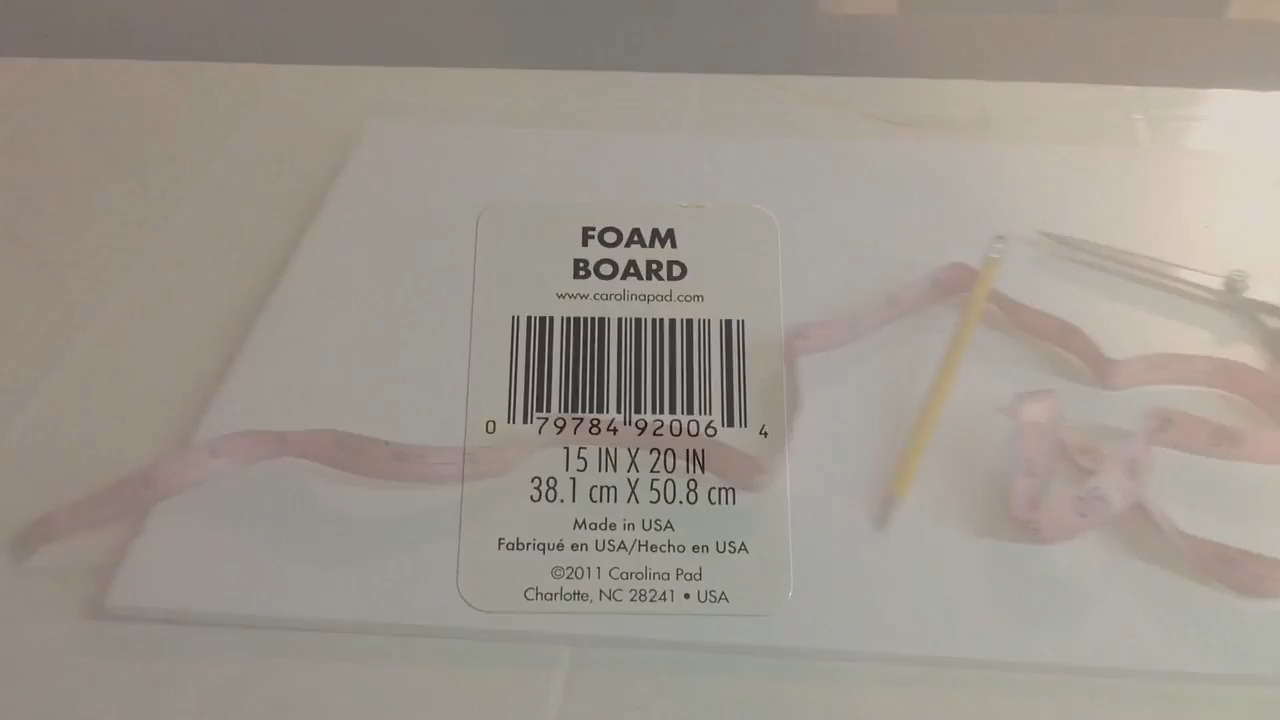 FOAM
BOARD
www.carolinapad.com
0 79784 92006 4
15 IN X 20 IN
38.1 cm X 50.8 cm
Made in USA
Fabriqué en USA/Hecho en USA
©2011 Carolina Pad
Charlotte, NC 28241 • USA